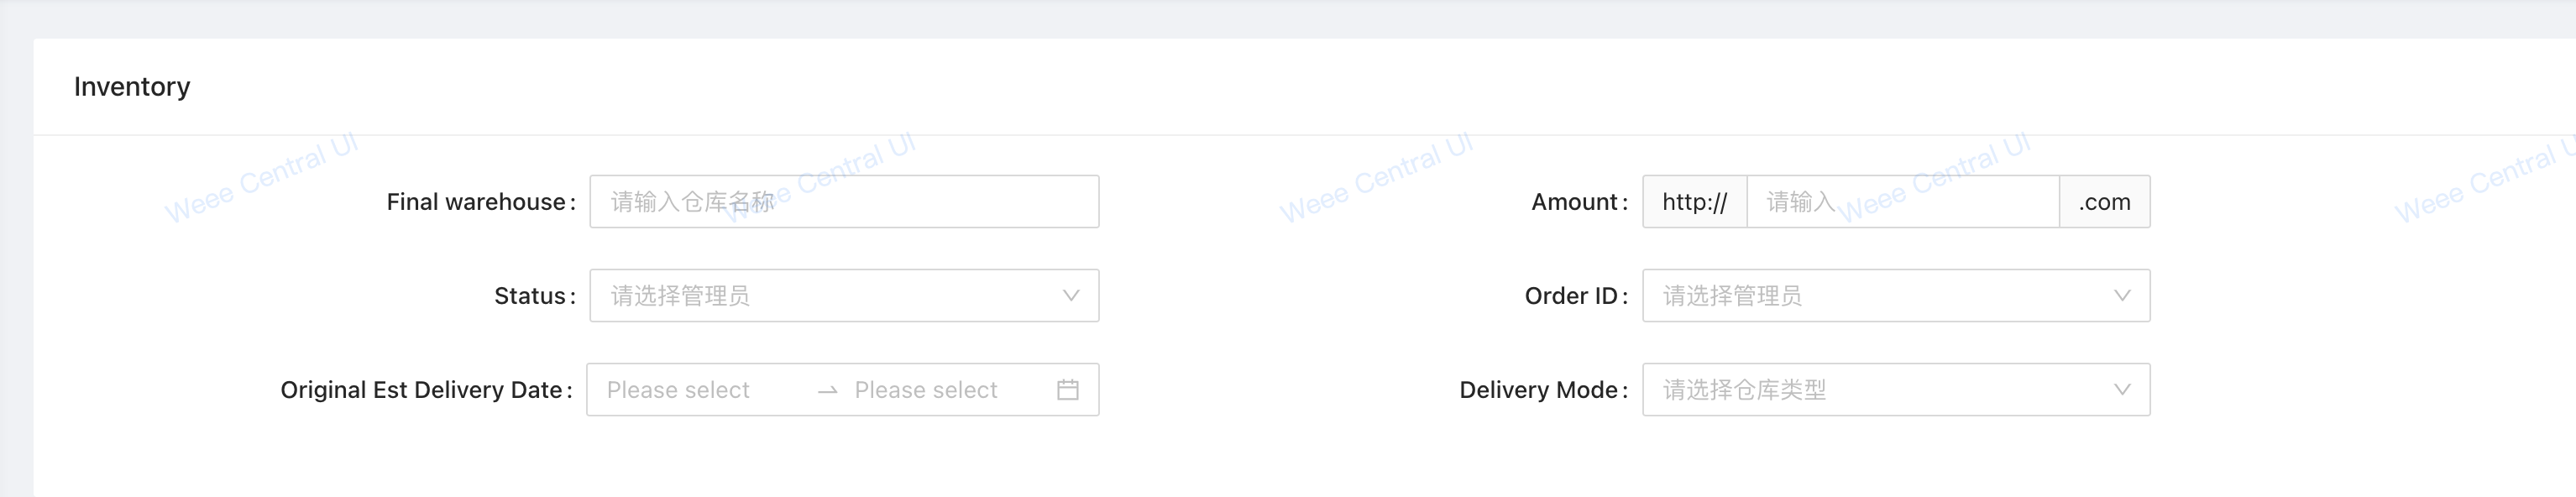 Inventory
Weee Central UI Weee Central UI Weee Central UI Weee Central UI Weee Central U
Final warehouse: 请输入仓库名称 Amount: http:// 请输入 .com
Status: 请选择管理员 Order ID: 请选择管理员
Original Est Delivery Date: Please select → Please select Delivery Mode: 请选择仓库类型